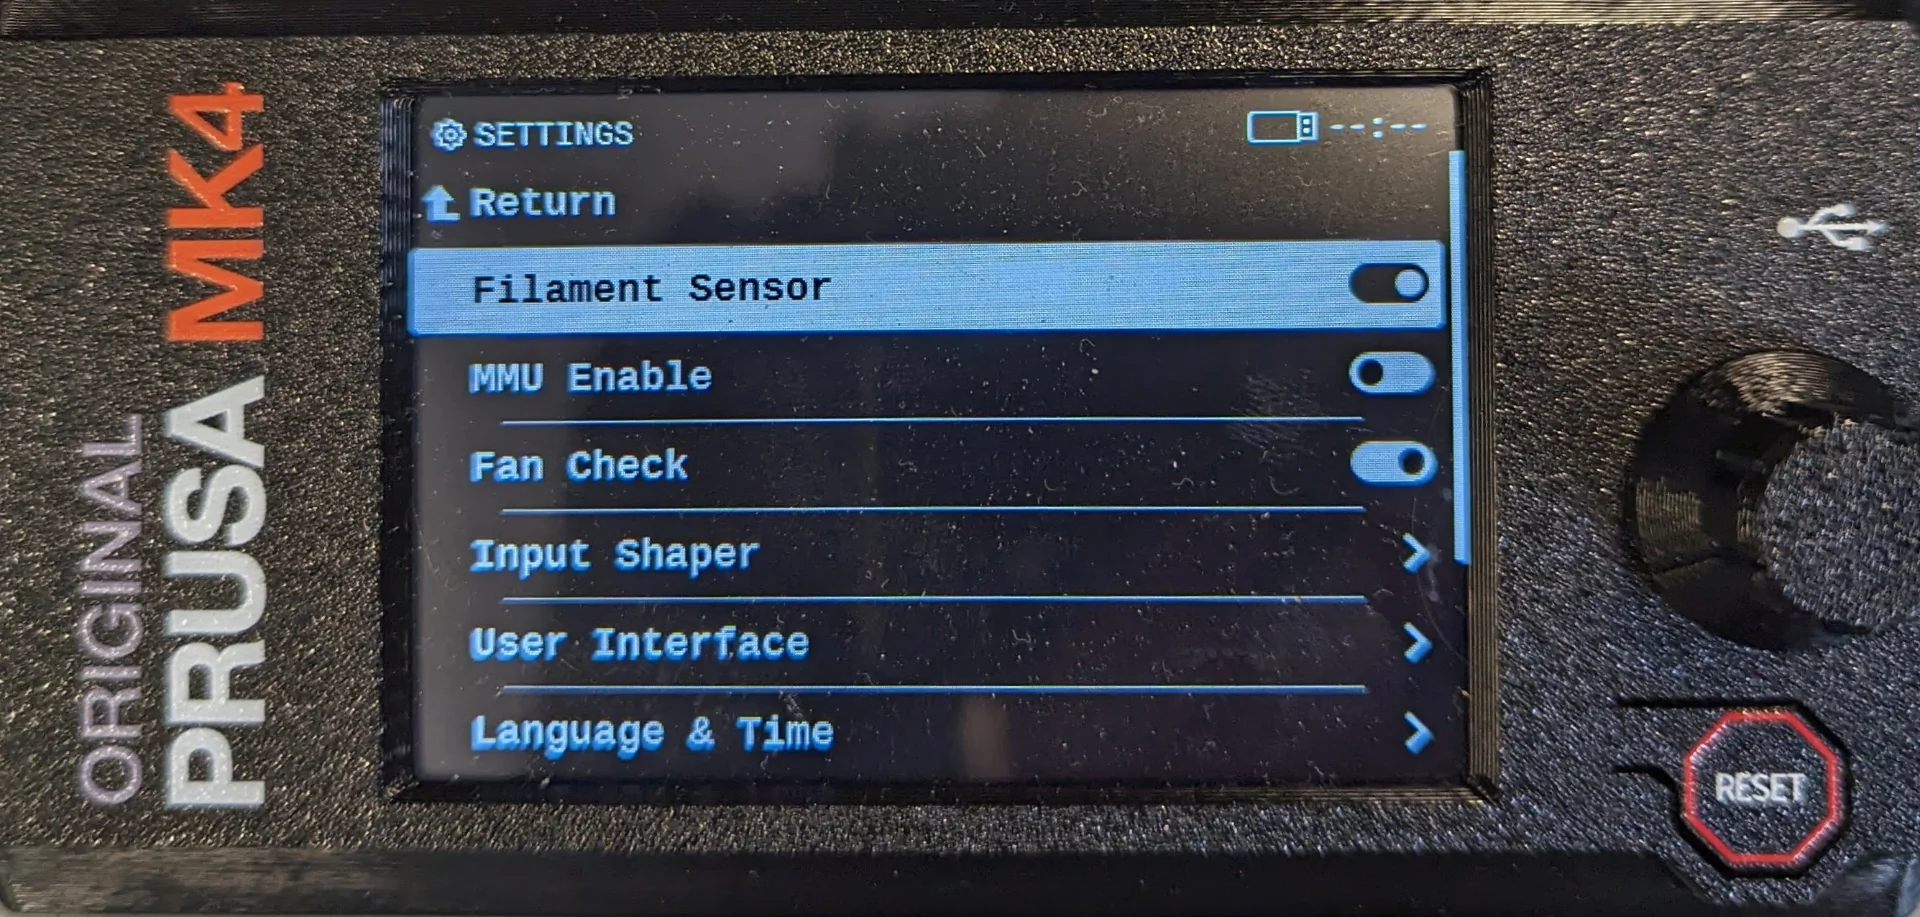 ORIGINAL
PRUSA MK4
SETTINGS --:--
Return
Filament Sensor
MMU Enable
Fan Check
Input Shaper
User Interface
Language & Time
RESET